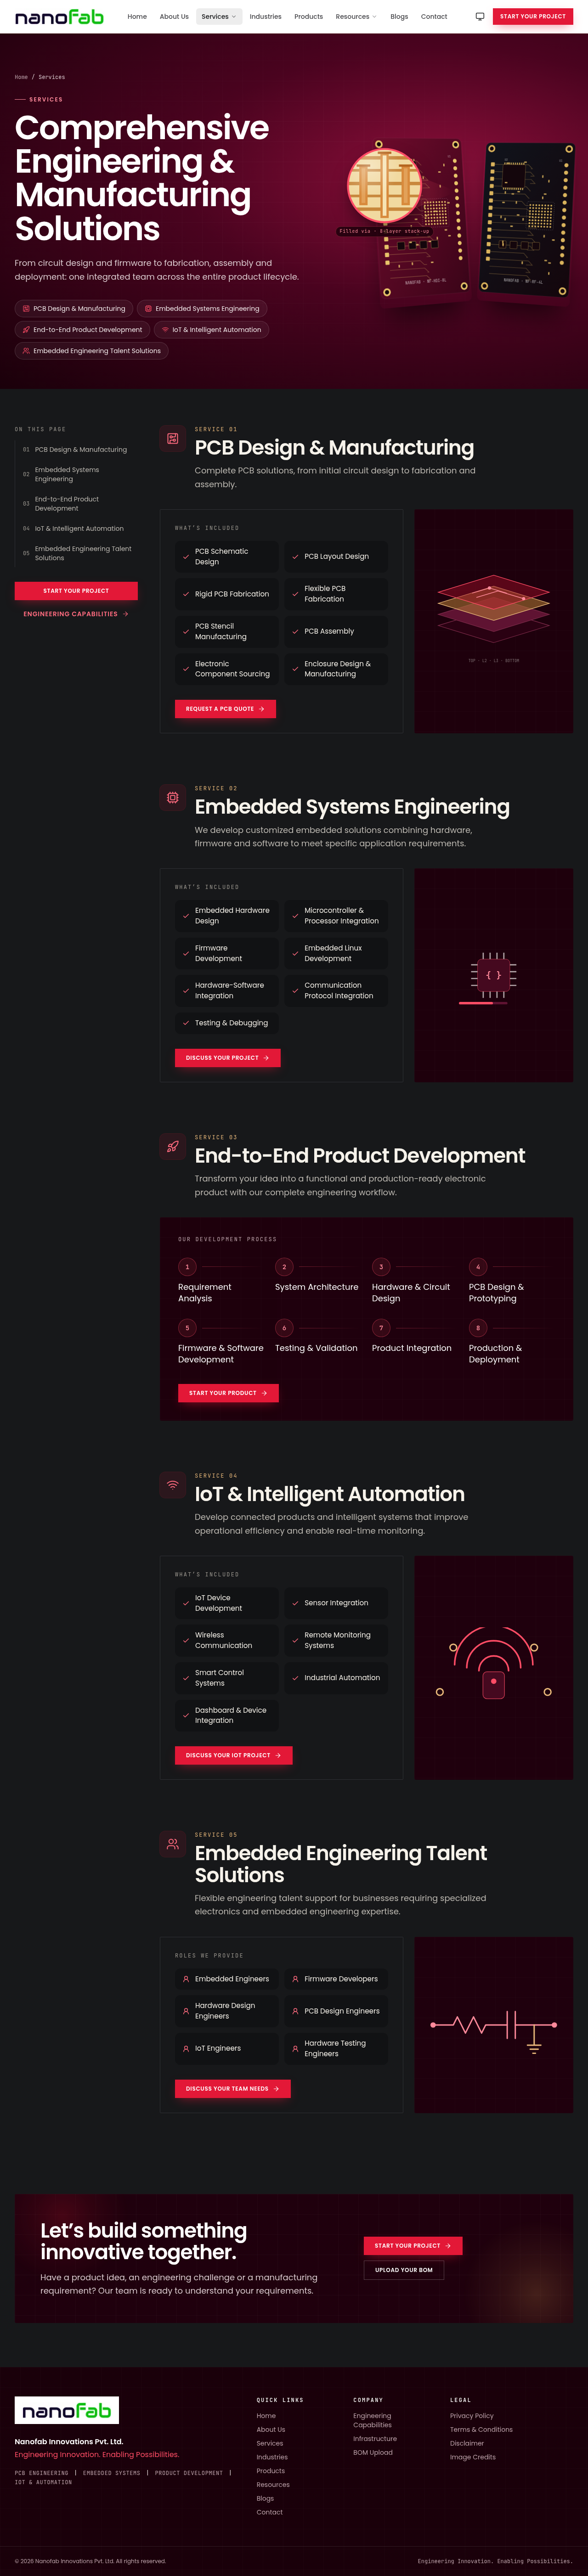 nanoFab
Home
About Us
Services
Industries
Products
Resources
Blogs
Contact
START YOUR PROJECT
Home / Services
SERVICES
Comprehensive
Engineering &
Manufacturing
Solutions
From circuit design and firmware to fabrication, assembly and
deployment: one integrated team across the entire product lifecycle.
PCB Design & Manufacturing
Embedded Systems Engineering
End-to-End Product Development
IoT & Intelligent Automation
Embedded Engineering Talent Solutions
Filled via · 8-layer stack-up
ON THIS PAGE
01 PCB Design & Manufacturing
02 Embedded Systems
Engineering
03 End-to-End Product
Development
04 IoT & Intelligent Automation
05 Embedded Engineering Talent
Solutions
START YOUR PROJECT
ENGINEERING CAPABILITIES
SERVICE 01
PCB Design & Manufacturing
Complete PCB solutions, from initial circuit design to fabrication and
assembly.
WHAT'S INCLUDED
PCB Schematic
Design
PCB Layout Design
Rigid PCB Fabrication
Flexible PCB
Fabrication
PCB Stencil
Manufacturing
PCB Assembly
Electronic
Component Sourcing
Enclosure Design &
Manufacturing
REQUEST A PCB QUOTE
TOP · L2 · L3 · BOTTOM
SERVICE 02
Embedded Systems Engineering
We develop customized embedded solutions combining hardware,
firmware and software to meet specific application requirements.
WHAT'S INCLUDED
Embedded Hardware
Design
Microcontroller &
Processor Integration
Firmware
Development
Embedded Linux
Development
Hardware-Software
Integration
Communication
Protocol Integration
Testing & Debugging
DISCUSS YOUR PROJECT
{ }
SERVICE 03
End-to-End Product Development
Transform your idea into a functional and production-ready electronic
product with our complete engineering workflow.
OUR DEVELOPMENT PROCESS
1
Requirement
Analysis
2
System Architecture
3
Hardware & Circuit
Design
4
PCB Design &
Prototyping
5
Firmware & Software
Development
6
Testing & Validation
7
Product Integration
8
Production &
Deployment
START YOUR PRODUCT
SERVICE 04
IoT & Intelligent Automation
Develop connected products and intelligent systems that improve
operational efficiency and enable real-time monitoring.
WHAT'S INCLUDED
IoT Device
Development
Sensor Integration
Wireless
Communication
Remote Monitoring
Systems
Smart Control
Systems
Industrial Automation
Dashboard & Device
Integration
DISCUSS YOUR IOT PROJECT
SERVICE 05
Embedded Engineering Talent
Solutions
Flexible engineering talent support for businesses requiring specialized
electronics and embedded engineering expertise.
ROLES WE PROVIDE
Embedded Engineers
Firmware Developers
Hardware Design
Engineers
PCB Design Engineers
IoT Engineers
Hardware Testing
Engineers
DISCUSS YOUR TEAM NEEDS
Let's build something
innovative together.
Have a product idea, an engineering challenge or a manufacturing
requirement? Our team is ready to understand your requirements.
START YOUR PROJECT
UPLOAD YOUR BOM
nanoFab
Nanofab Innovations Pvt. Ltd.
Engineering Innovation. Enabling Possibilities.
PCB ENGINEERING | EMBEDDED SYSTEMS | PRODUCT DEVELOPMENT |
IOT & AUTOMATION
QUICK LINKS
Home
About Us
Services
Industries
Products
Resources
Blogs
Contact
COMPANY
Engineering
Capabilities
Infrastructure
BOM Upload
LEGAL
Privacy Policy
Terms & Conditions
Disclaimer
Image Credits
© 2026 Nanofab Innovations Pvt. Ltd. All rights reserved.
Engineering Innovation. Enabling Possibilities.